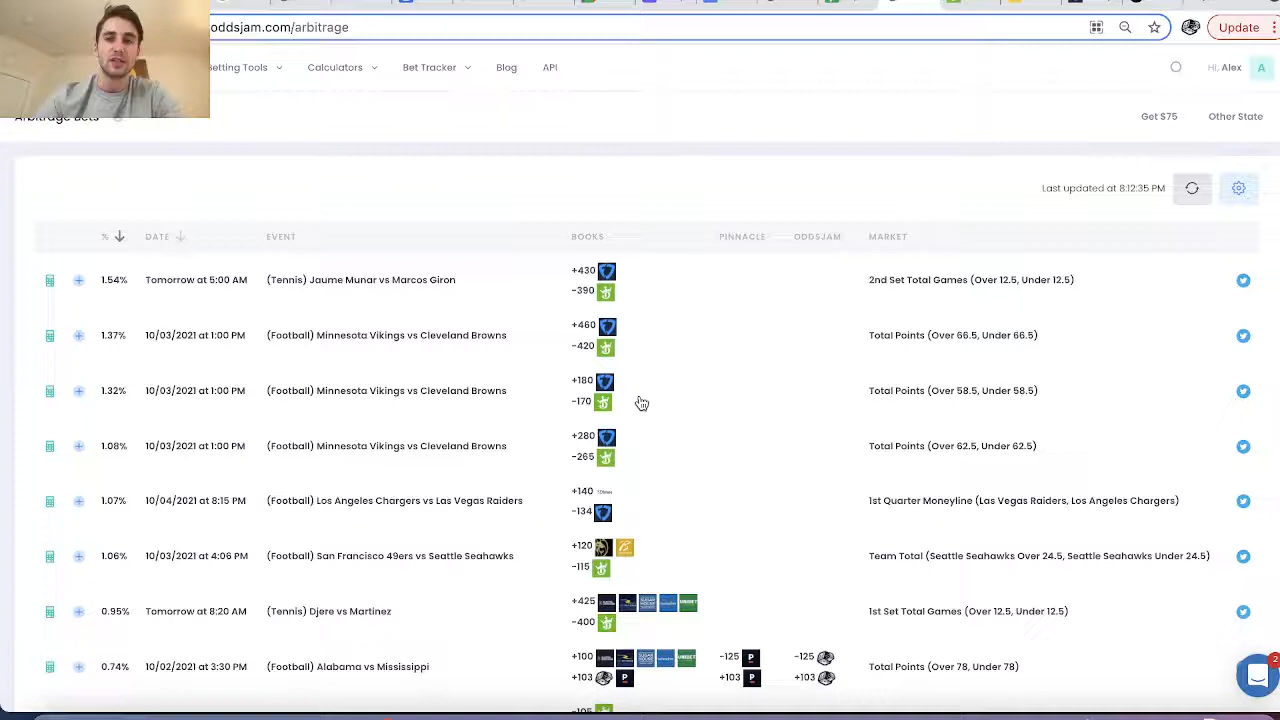 oddsjam.com/arbitrage
Update
Betting Tools
Calculators
Bet Tracker
Blog
API
Hi, Alex
A
Arbitrage Bets
Get $75
Other State
Last updated at 8:12:35 PM
% DATE EVENT BOOKS PINNACLE ODDSJAM MARKET
+430
1.54% Tomorrow at 5:00 AM (Tennis) Jaume Munar vs Marcos Giron 2nd Set Total Games (Over 12.5, Under 12.5)
-390
+460
1.37% 10/03/2021 at 1:00 PM (Football) Minnesota Vikings vs Cleveland Browns Total Points (Over 66.5, Under 66.5)
-420
+180
1.32% 10/03/2021 at 1:00 PM (Football) Minnesota Vikings vs Cleveland Browns Total Points (Over 58.5, Under 58.5)
-170
+280
1.08% 10/03/2021 at 1:00 PM (Football) Minnesota Vikings vs Cleveland Browns Total Points (Over 62.5, Under 62.5)
-265
+140
1.07% 10/04/2021 at 8:15 PM (Football) Los Angeles Chargers vs Las Vegas Raiders 1st Quarter Moneyline (Las Vegas Raiders, Los Angeles Chargers)
-134
+120
1.06% 10/03/2021 at 4:06 PM (Football) San Francisco 49ers vs Seattle Seahawks Team Total (Seattle Seahawks Over 24.5, Seattle Seahawks Under 24.5)
-115
+425 UNIBET
0.95% Tomorrow at 8:20 AM (Tennis) Djere vs Martinez 1st Set Total Games (Over 12.5, Under 12.5)
-400
+100 UNIBET -125 P -125
0.74% 10/02/2021 at 3:30 PM (Football) Alabama vs Mississippi Total Points (Over 78, Under 78)
+103 P +103 P +103
2